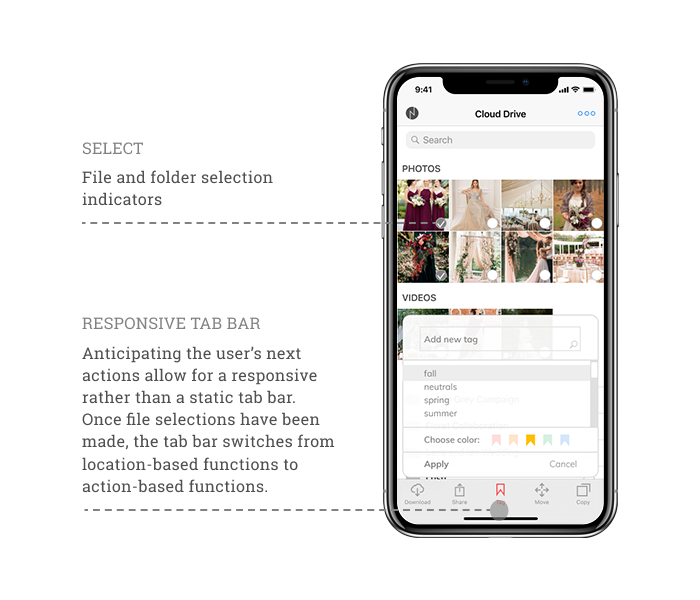 SELECT
File and folder selection
indicators
RESPONSIVE TAB BAR
Anticipating the user’s next
actions allow for a responsive
rather than a static tab bar.
Once file selections have been
made, the tab bar switches from
location-based functions to
action-based functions.
9:41
N
Cloud Drive
Search
PHOTOS
VIDEOS
Add new tag
fall
neutrals
spring
summer
Choose color:
Apply
Cancel
Download
Share
Move
Copy